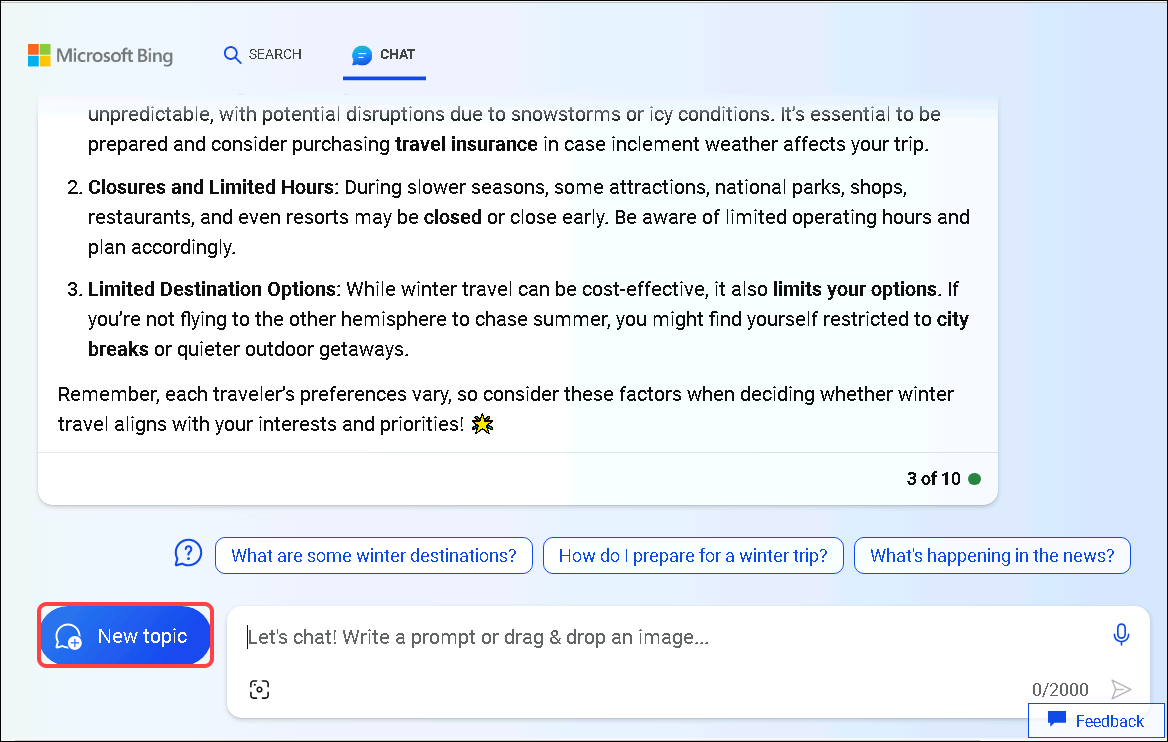 Microsoft Bing
SEARCH
CHAT
unpredictable, with potential disruptions due to snowstorms or icy conditions. It’s essential to be
prepared and consider purchasing travel insurance in case inclement weather affects your trip.
2. Closures and Limited Hours: During slower seasons, some attractions, national parks, shops,
restaurants, and even resorts may be closed or close early. Be aware of limited operating hours and
plan accordingly.
3. Limited Destination Options: While winter travel can be cost-effective, it also limits your options. If
you’re not flying to the other hemisphere to chase summer, you might find yourself restricted to city
breaks or quieter outdoor getaways.
Remember, each traveler’s preferences vary, so consider these factors when deciding whether winter
travel aligns with your interests and priorities! 🌟
3 of 10
What are some winter destinations?
How do I prepare for a winter trip?
What's happening in the news?
New topic
Let's chat! Write a prompt or drag & drop an image...
0/2000
Feedback